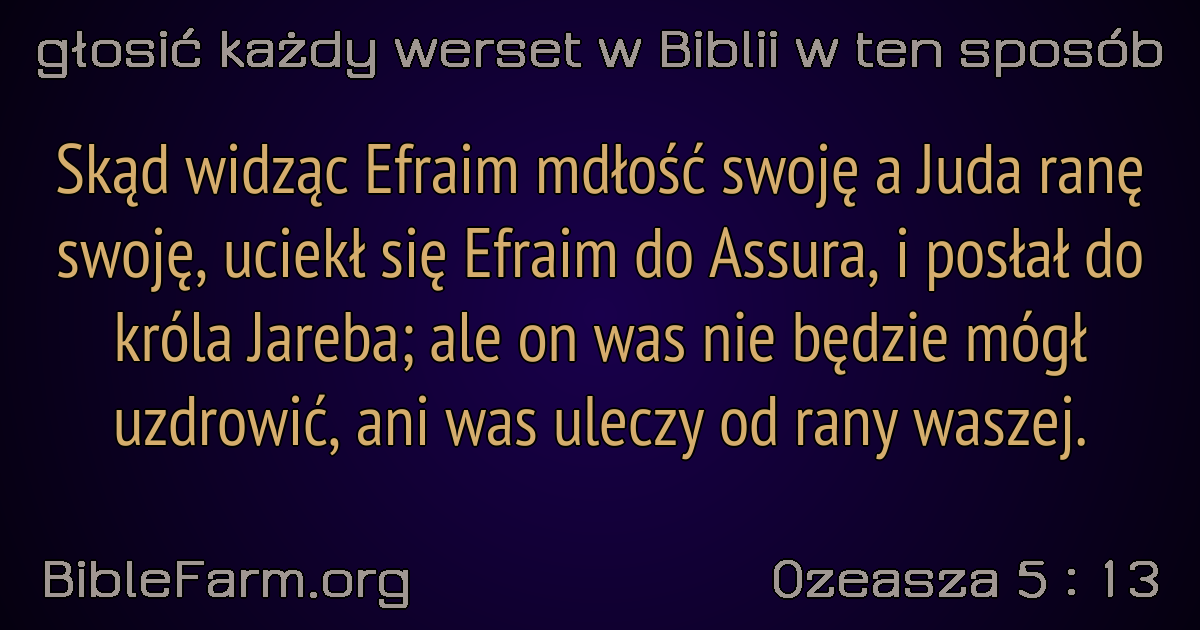 głosić każdy werset w Biblii w ten sposób
Skąd widząc Efraim mdłość swoję a Juda ranę
swoję, uciekł się Efraim do Assura, i posłał do
króla Jareba; ale on was nie będzie mógł
uzdrowić, ani was uleczy od rany waszej.
BibleFarm.org
Ozeasza 5 : 13